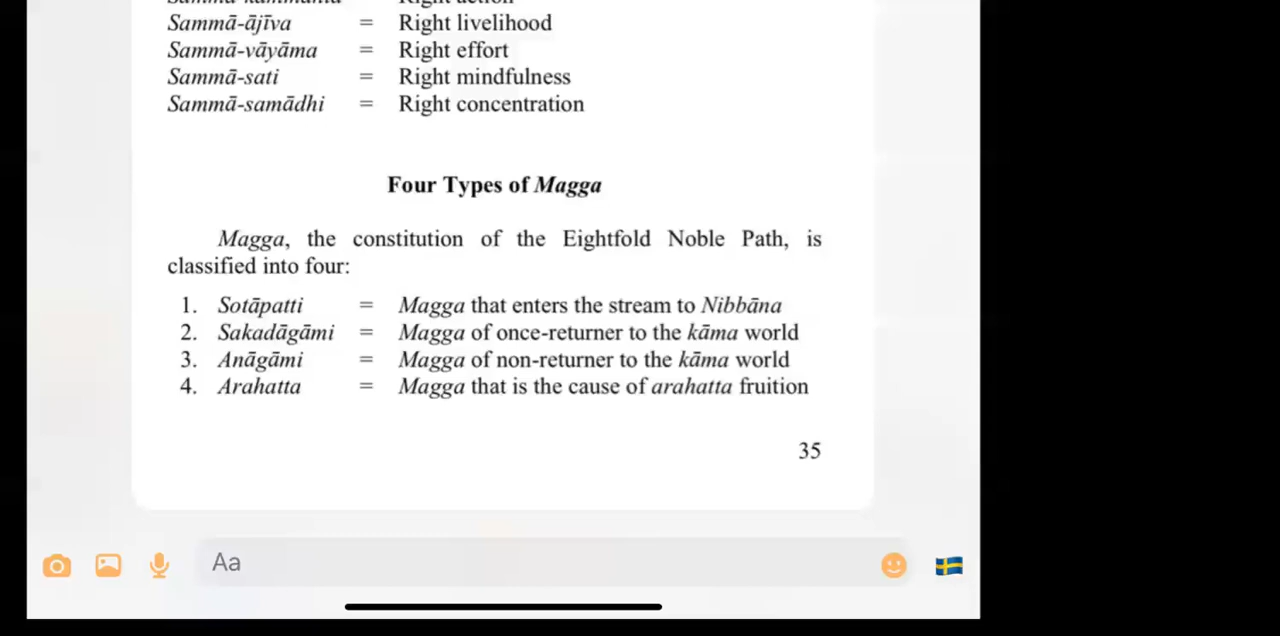 Sammā-ājīva = Right livelihood
Sammā-vāyāma = Right effort
Sammā-sati = Right mindfulness
Sammā-samādhi = Right concentration
Four Types of Magga
Magga, the constitution of the Eightfold Noble Path, is
classified into four:
1. Sotāpatti = Magga that enters the stream to Nibbāna
2. Sakadāgāmi = Magga of once-returner to the kāma world
3. Anāgāmi = Magga of non-returner to the kāma world
4. Arahatta = Magga that is the cause of arahatta fruition
35
Aa